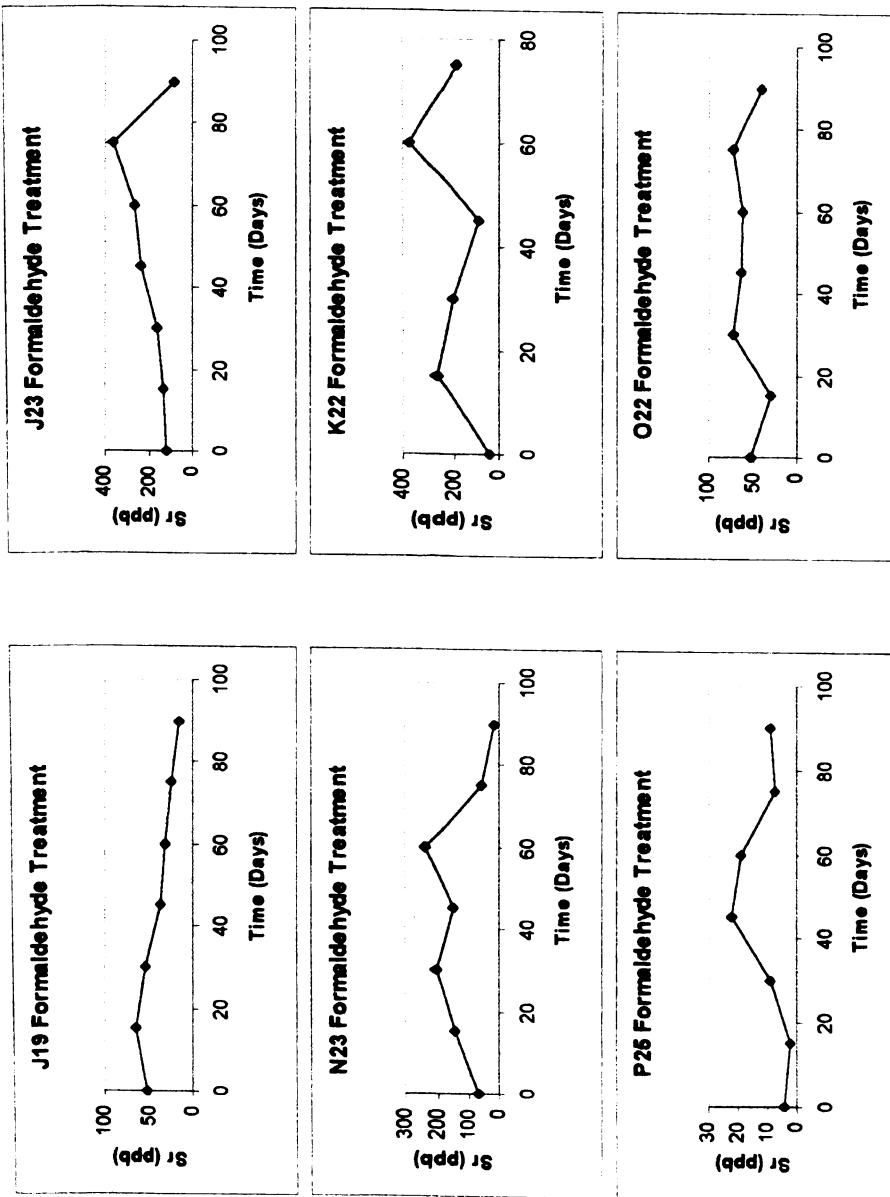 J19 Formaldehyde Treatment
Sr (ppb)
100
50
0
0 20 40 60 80 100
Time (Days)
J23 Formaldehyde Treatment
Sr (ppb)
400
200
0
0 20 40 60 80 100
Time (Days)
N23 Formaldehyde Treatment
Sr (ppb)
300
200
100
0
0 20 40 60 80 100
Time (Days)
K22 Formaldehyde Treatment
Sr (ppb)
400
200
0
0 20 40 60 80
Time (Days)
P25 Formaldehyde Treatment
Sr (ppb)
30
20
10
0
0 20 40 60 80 100
Time (Days)
O22 Formaldehyde Treatment
Sr (ppb)
100
50
0
0 20 40 60 80 100
Time (Days)